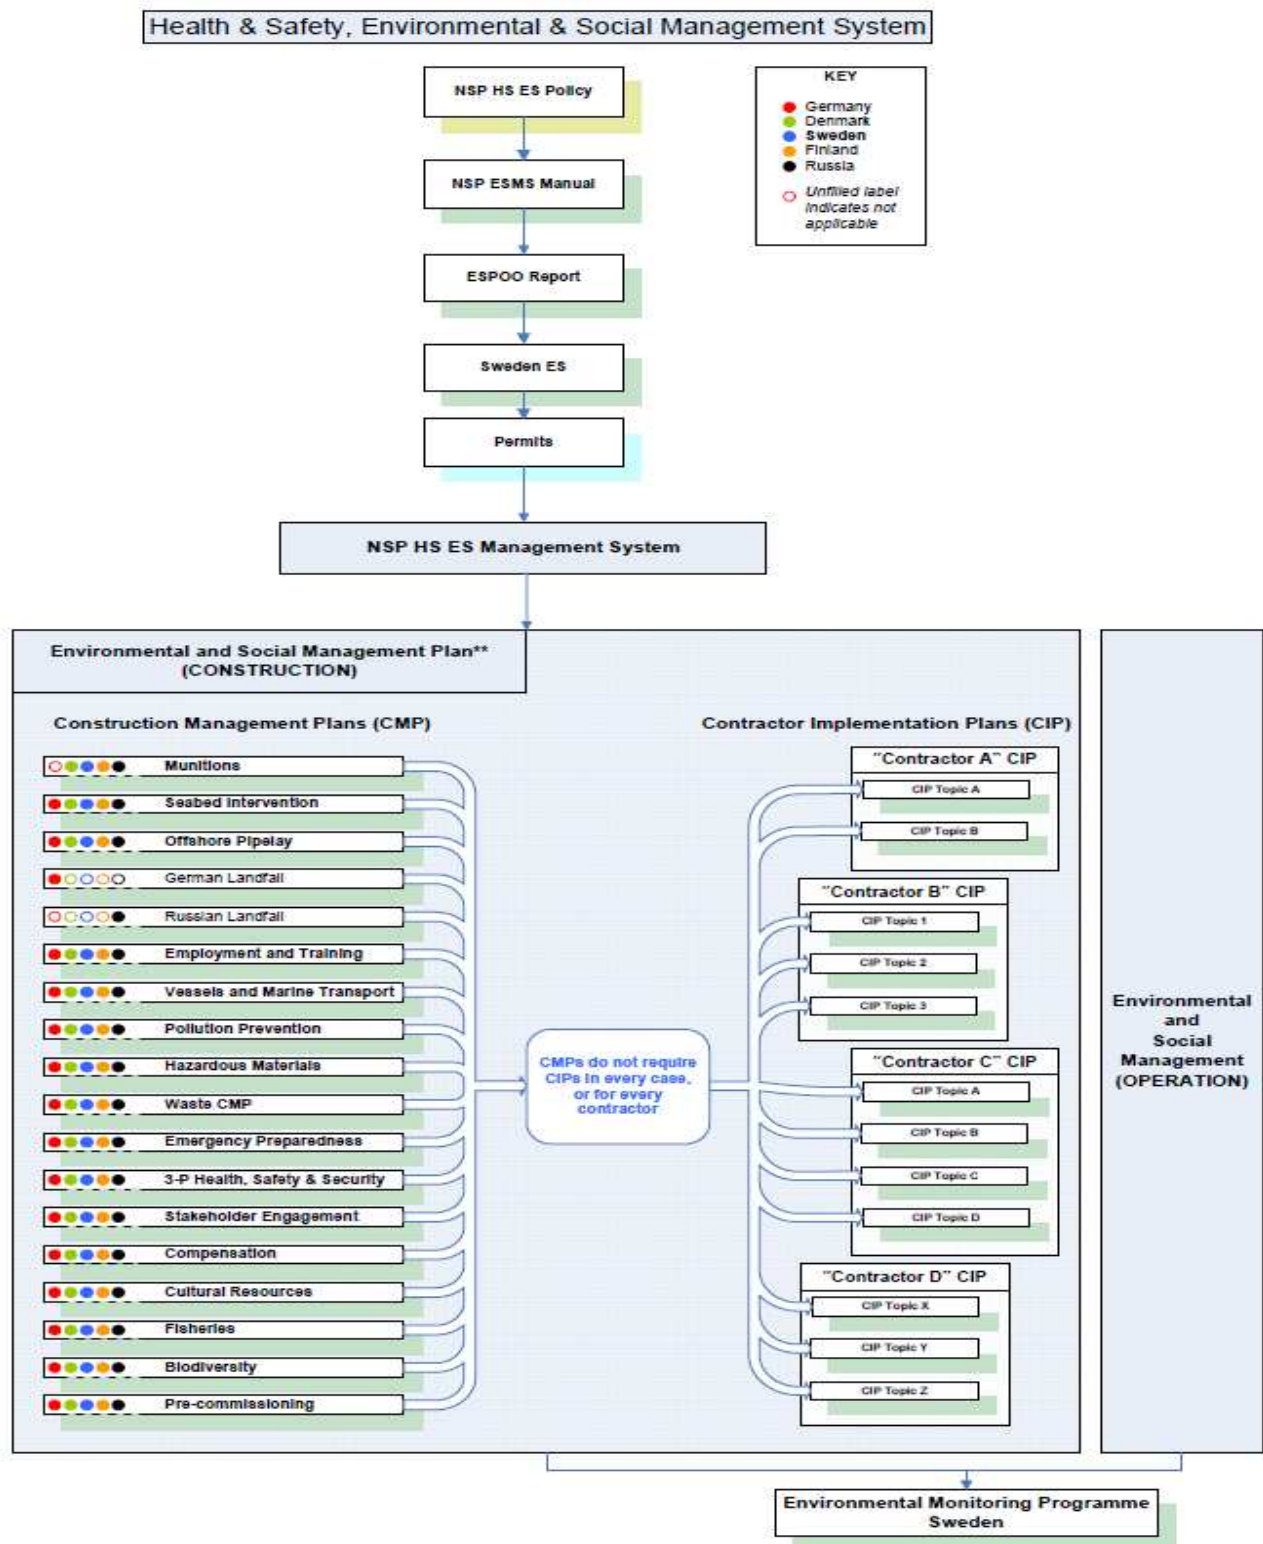 Health & Safety, Environmental & Social Management System
NSP HS ES Policy
KEY
Germany
Denmark
Sweden
Finland
Russia
Unfilled label
indicates not
applicable
NSP ESMS Manual
ESPOO Report
Sweden ES
Permits
NSP HS ES Management System
Environmental and Social Management Plan**
(CONSTRUCTION)
Construction Management Plans (CMP)
Munitions
Seabed Intervention
Offshore Pipelay
German Landfall
Russian Landfall
Employment and Training
Vessels and Marine Transport
Pollution Prevention
Hazardous Materials
Waste CMP
Emergency Preparedness
3-P Health, Safety & Security
Stakeholder Engagement
Compensation
Cultural Resources
Fisheries
Biodiversity
Pre-commissioning
CMPs do not require
CIPs in every case,
or for every
contractor
Contractor Implementation Plans (CIP)
"Contractor A" CIP
CIP Topic A
CIP Topic B
"Contractor B" CIP
CIP Topic 1
CIP Topic 2
CIP Topic 3
"Contractor C" CIP
CIP Topic A
CIP Topic B
CIP Topic C
CIP Topic D
"Contractor D" CIP
CIP Topic X
CIP Topic Y
CIP Topic Z
Environmental
and
Social
Management
(OPERATION)
Environmental Monitoring Programme
Sweden